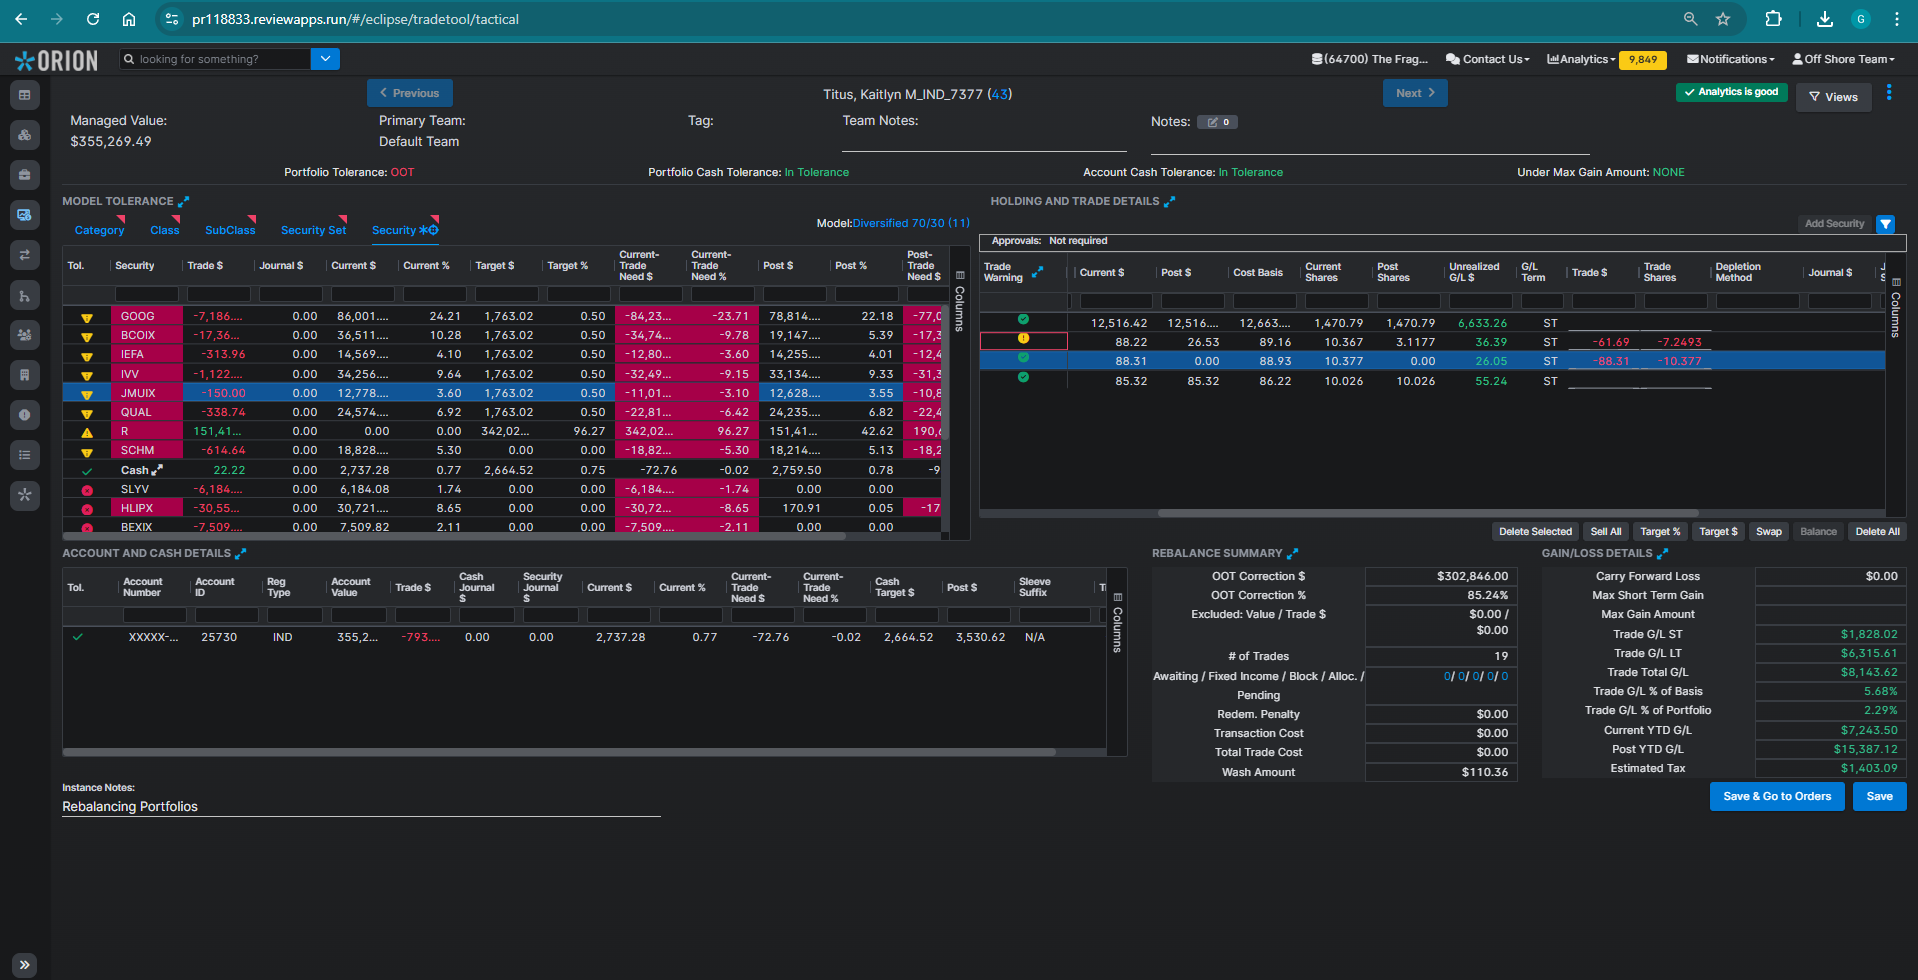 pr118833.reviewapps.run/#/eclipse/tradetool/tactical
G
ORION
looking for something?
(64700) The Frag...
Contact Us
Analytics
9,849
Notifications
Off Shore Team
Previous
Titus, Kaitlyn M_IND_7377 (43)
Next
Analytics is good
Views
Managed Value:
$355,269.49
Primary Team:
Default Team
Tag:
Team Notes:
Notes: 0
Portfolio Tolerance: OOT
Portfolio Cash Tolerance: In Tolerance
Account Cash Tolerance: In Tolerance
Under Max Gain Amount: NONE
MODEL TOLERANCE
Category Class SubClass Security Set Security
Model:Diversified 70/30 (11)
Tol. Security Trade $ Journal $ Current $ Current % Target $ Target % Current-Trade Need $ Current-Trade Need % Post $ Post % Post-Trade Need $
GOOG -7,186.... 0.00 86,001.... 24.21 1,763.02 0.50 -84,23... -23.71 78,814.... 22.18 -77,0
BCOIX -17,36... 0.00 36,511.... 10.28 1,763.02 0.50 -34,74... -9.78 19,147.... 5.39 -17,3
IEFA -313.96 0.00 14,569.... 4.10 1,763.02 0.50 -12,80... -3.60 14,255.... 4.01 -12,4
IVV -1,122.... 0.00 34,256.... 9.64 1,763.02 0.50 -32,49... -9.15 33,134.... 9.33 -31,3
JMUIX -150.00 0.00 12,778.... 3.60 1,763.02 0.50 -11,01... -3.10 12,628.... 3.55 -10,8
QUAL -338.74 0.00 24,574.... 6.92 1,763.02 0.50 -22,81... -6.42 24,235.... 6.82 -22,4
R 151,41... 0.00 0.00 0.00 342,02... 96.27 342,02... 96.27 151,41... 42.62 190,6
SCHM -614.64 0.00 18,828.... 5.30 1,763.02 0.50 -18,82... -5.30 18,214.... 5.13 -18,2
Cash 22.22 0.00 2,737.28 0.77 2,664.52 0.75 -72.76 -0.02 2,759.50 0.78 -9
SLYV -6,184.... 0.00 6,184.08 1.74 0.00 0.00 -6,184.... -1.74 0.00 0.00
HLIPX -30,55... 0.00 30,721.... 8.65 0.00 0.00 -30,72... -8.65 170.91 0.05 -17
BEXIX -7,509.... 0.00 7,509.82 2.11 0.00 0.00 -7,509.... -2.11 0.00 0.00
Columns
HOLDING AND TRADE DETAILS
Add Security
Approvals: Not required
Trade Warning Current $ Post $ Cost Basis Current Shares Post Shares Unrealized G/L $ G/L Term Trade $ Trade Shares Depletion Method Journal $
12,516.42 12,516.... 12,663.... 1,470.79 1,470.79 6,633.26 ST
88.22 26.53 89.16 10.367 3.1177 36.39 ST -61.69 -7.2493
88.31 0.00 88.93 10.377 0.00 26.05 ST -88.31 -10.377
85.32 85.32 86.22 10.026 10.026 55.24 ST
Columns
Delete Selected Sell All Target % Target $ Swap Balance Delete All
ACCOUNT AND CASH DETAILS
Tol. Account Number Account ID Reg Type Account Value Trade $ Cash Journal $ Security Journal $ Current $ Current % Current-Trade Need $ Current-Trade Need % Cash Target $ Post $ Sleeve Suffix
XXXXX-... 25730 IND 355,2... -793.... 0.00 0.00 2,737.28 0.77 -72.76 -0.02 2,664.52 3,530.62 N/A
Columns
REBALANCE SUMMARY
OOT Correction $ $302,846.00
OOT Correction % 85.24%
Excluded: Value / Trade $ $0.00 / $0.00
# of Trades 19
Awaiting / Fixed Income / Block / Alloc. / Pending 0/ 0/ 0/ 0/ 0
Redem. Penalty $0.00
Transaction Cost $0.00
Total Trade Cost $0.00
Wash Amount $110.36
GAIN/LOSS DETAILS
Carry Forward Loss $0.00
Max Short Term Gain
Max Gain Amount
Trade G/L ST $1,828.02
Trade G/L LT $6,315.61
Trade Total G/L $8,143.62
Trade G/L % of Basis 5.68%
Trade G/L % of Portfolio 2.29%
Current YTD G/L $7,243.50
Post YTD G/L $15,387.12
Estimated Tax $1,403.09
Instance Notes:
Rebalancing Portfolios
Save & Go to Orders
Save